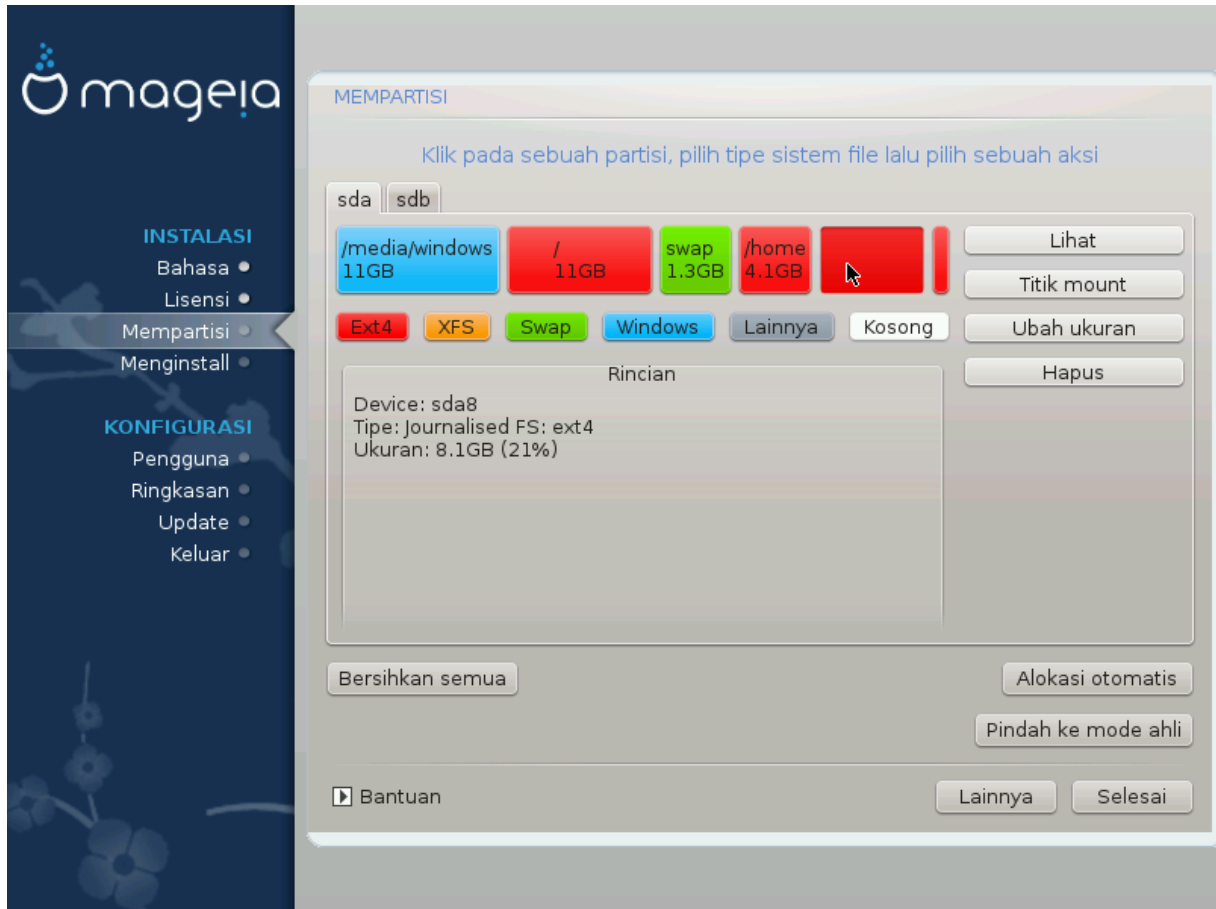 mageia
INSTALASI
Bahasa
Lisensi
Mempartisi
Menginstall
KONFIGURASI
Pengguna
Ringkasan
Update
Keluar
MEMPARTISI
Klik pada sebuah partisi, pilih tipe sistem file lalu pilih sebuah aksi
sda sdb
/media/windows
11GB
/
11GB
swap
1.3GB
/home
4.1GB
Ext4 XFS Swap Windows Lainnya Kosong
Rincian
Device: sda8
Tipe: Journalised FS: ext4
Ukuran: 8.1GB (21%)
Lihat
Titik mount
Ubah ukuran
Hapus
Bersihkan semua
Alokasi otomatis
Pindah ke mode ahli
Bantuan
Lainnya
Selesai